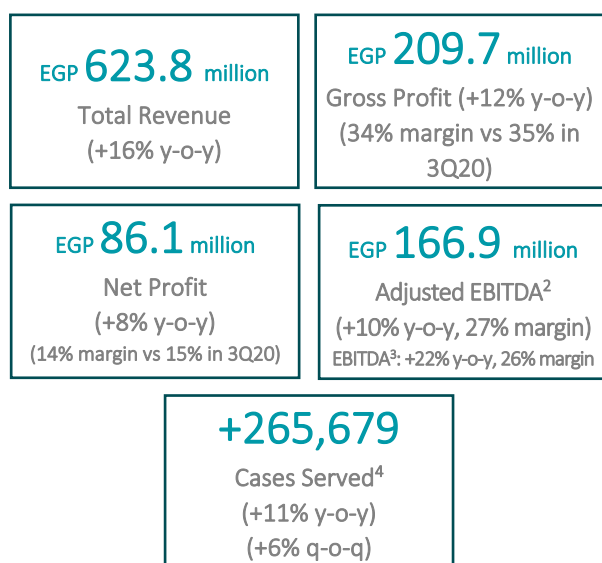 EGP 623.8 million
Total Revenue
(+16% y-o-y)
EGP 209.7 million
Gross Profit (+12% y-o-y)
(34% margin vs 35% in
3Q20)
EGP 86.1 million
Net Profit
(+8% y-o-y)
(14% margin vs 15% in 3Q20)
EGP 166.9 million
Adjusted EBITDA²
(+10% y-o-y, 27% margin)
EBITDA³: +22% y-o-y, 26% margin
+265,679
Cases Served⁴
(+11% y-o-y)
(+6% q-o-q)